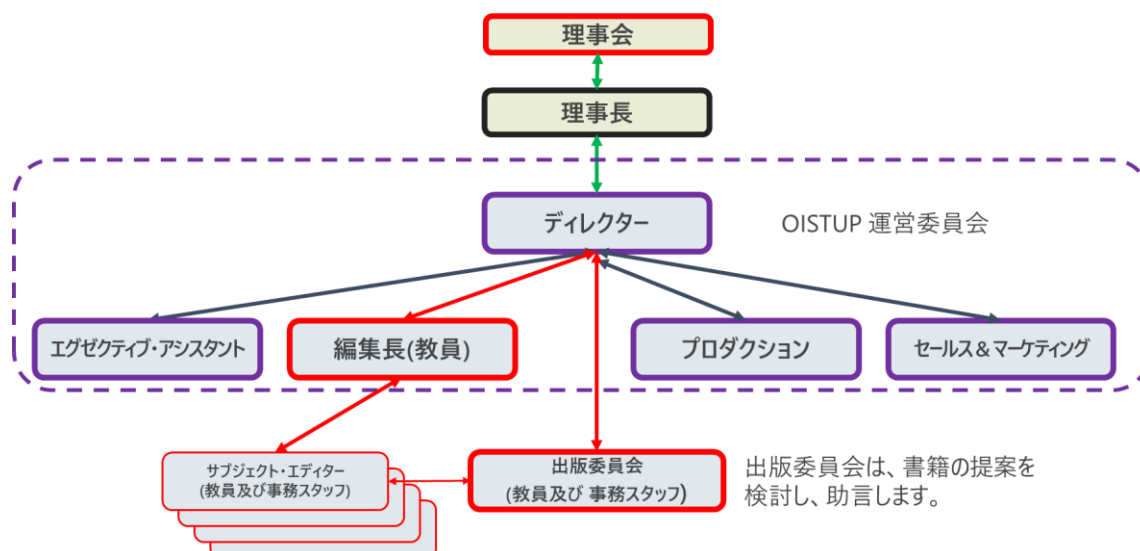 理事会
理事長
ディレクター
OISTUP 運営委員会
エグゼクティブ・アシスタント
編集長(教員)
プロダクション
セールス&マーケティング
サブジェクト・エディター
(教員及び事務スタッフ)
出版委員会
(教員及び 事務スタッフ)
出版委員会は、書籍の提案を
検討し、助言します。